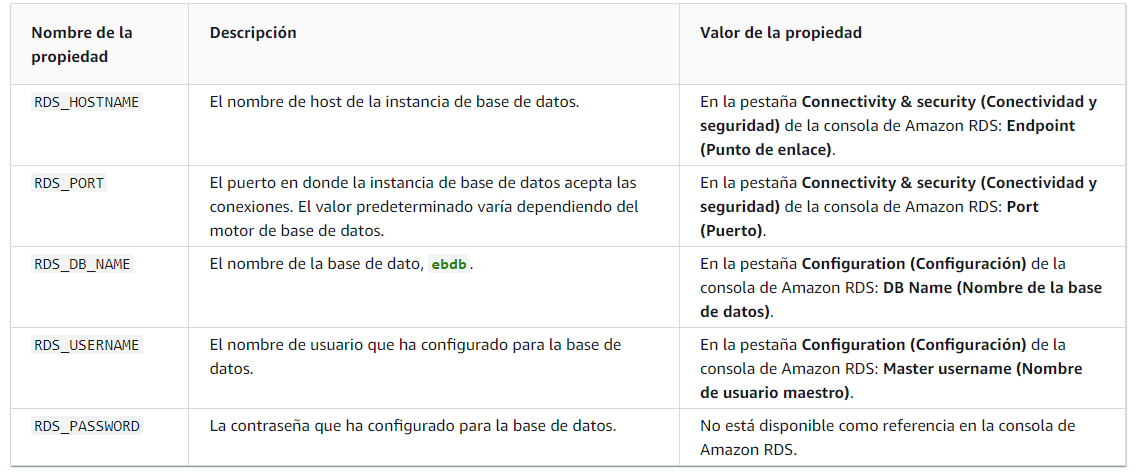 Nombre de la
propiedad
Descripción
Valor de la propiedad
RDS_HOSTNAME
El nombre de host de la instancia de base de datos.
En la pestaña Connectivity & security (Conectividad y
seguridad) de la consola de Amazon RDS: Endpoint
(Punto de enlace).
RDS_PORT
El puerto en donde la instancia de base de datos acepta las
conexiones. El valor predeterminado varía dependiendo del
motor de base de datos.
En la pestaña Connectivity & security (Conectividad y
seguridad) de la consola de Amazon RDS: Port
(Puerto).
RDS_DB_NAME
El nombre de la base de dato, ebdb.
En la pestaña Configuration (Configuración) de la
consola de Amazon RDS: DB Name (Nombre de la base
de datos).
RDS_USERNAME
El nombre de usuario que ha configurado para la base de
datos.
En la pestaña Configuration (Configuración) de la
consola de Amazon RDS: Master username (Nombre
de usuario maestro).
RDS_PASSWORD
La contraseña que ha configurado para la base de datos.
No está disponible como referencia en la consola de
Amazon RDS.